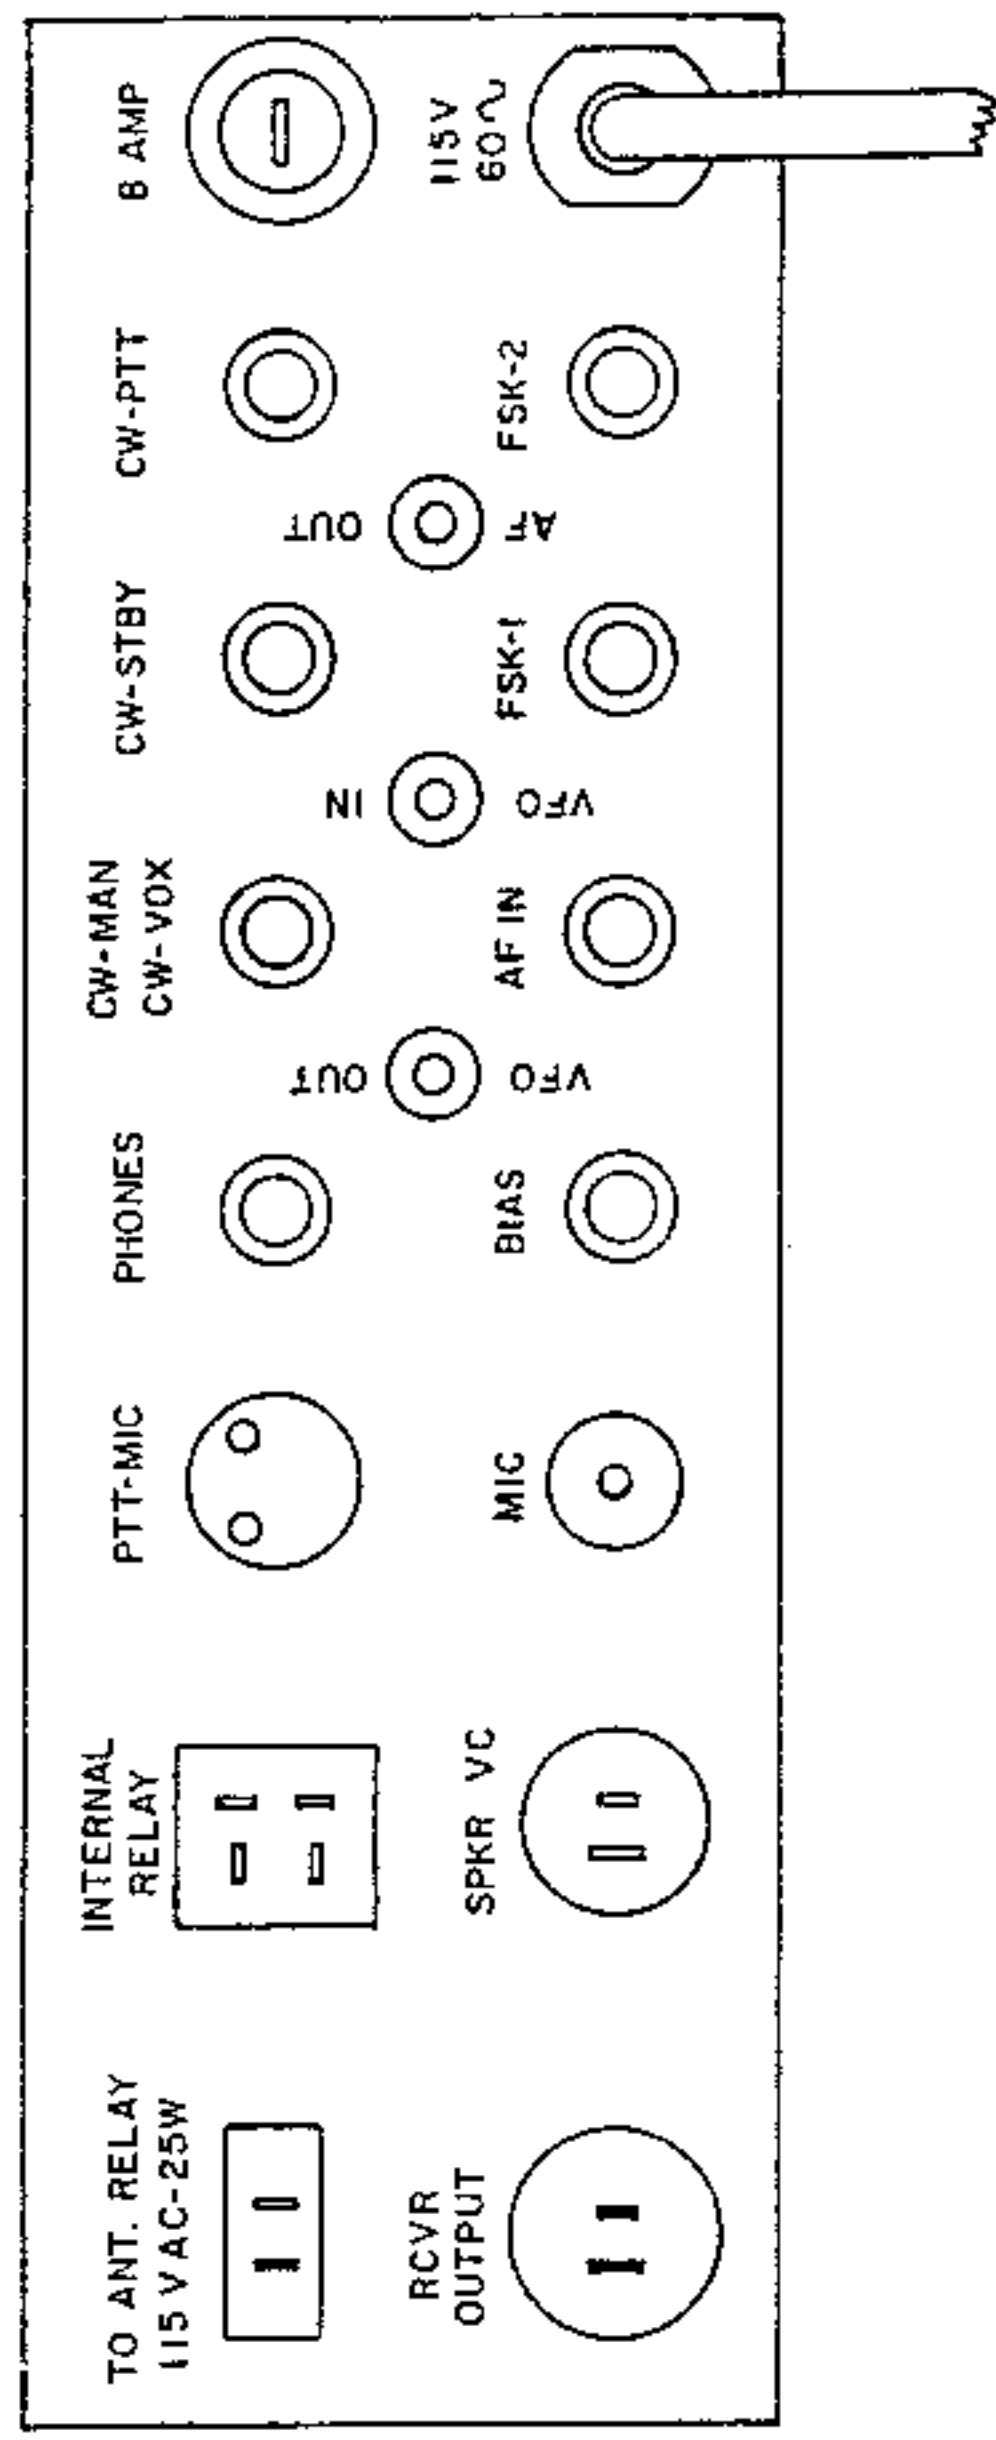 TO ANT. RELAY
115 VAC-25W
INTERNAL
RELAY
PTT-MIC
PHONES
CW-MAN
CW-VOX
CW-STBY
CW-PTT
8 AMP
VFO
OUT
VFO
IN
AF
OUT
RCVR
OUTPUT
SPKR VC
MIC
BIAS
AF IN
FSK-1
FSK-2
115V
60∿